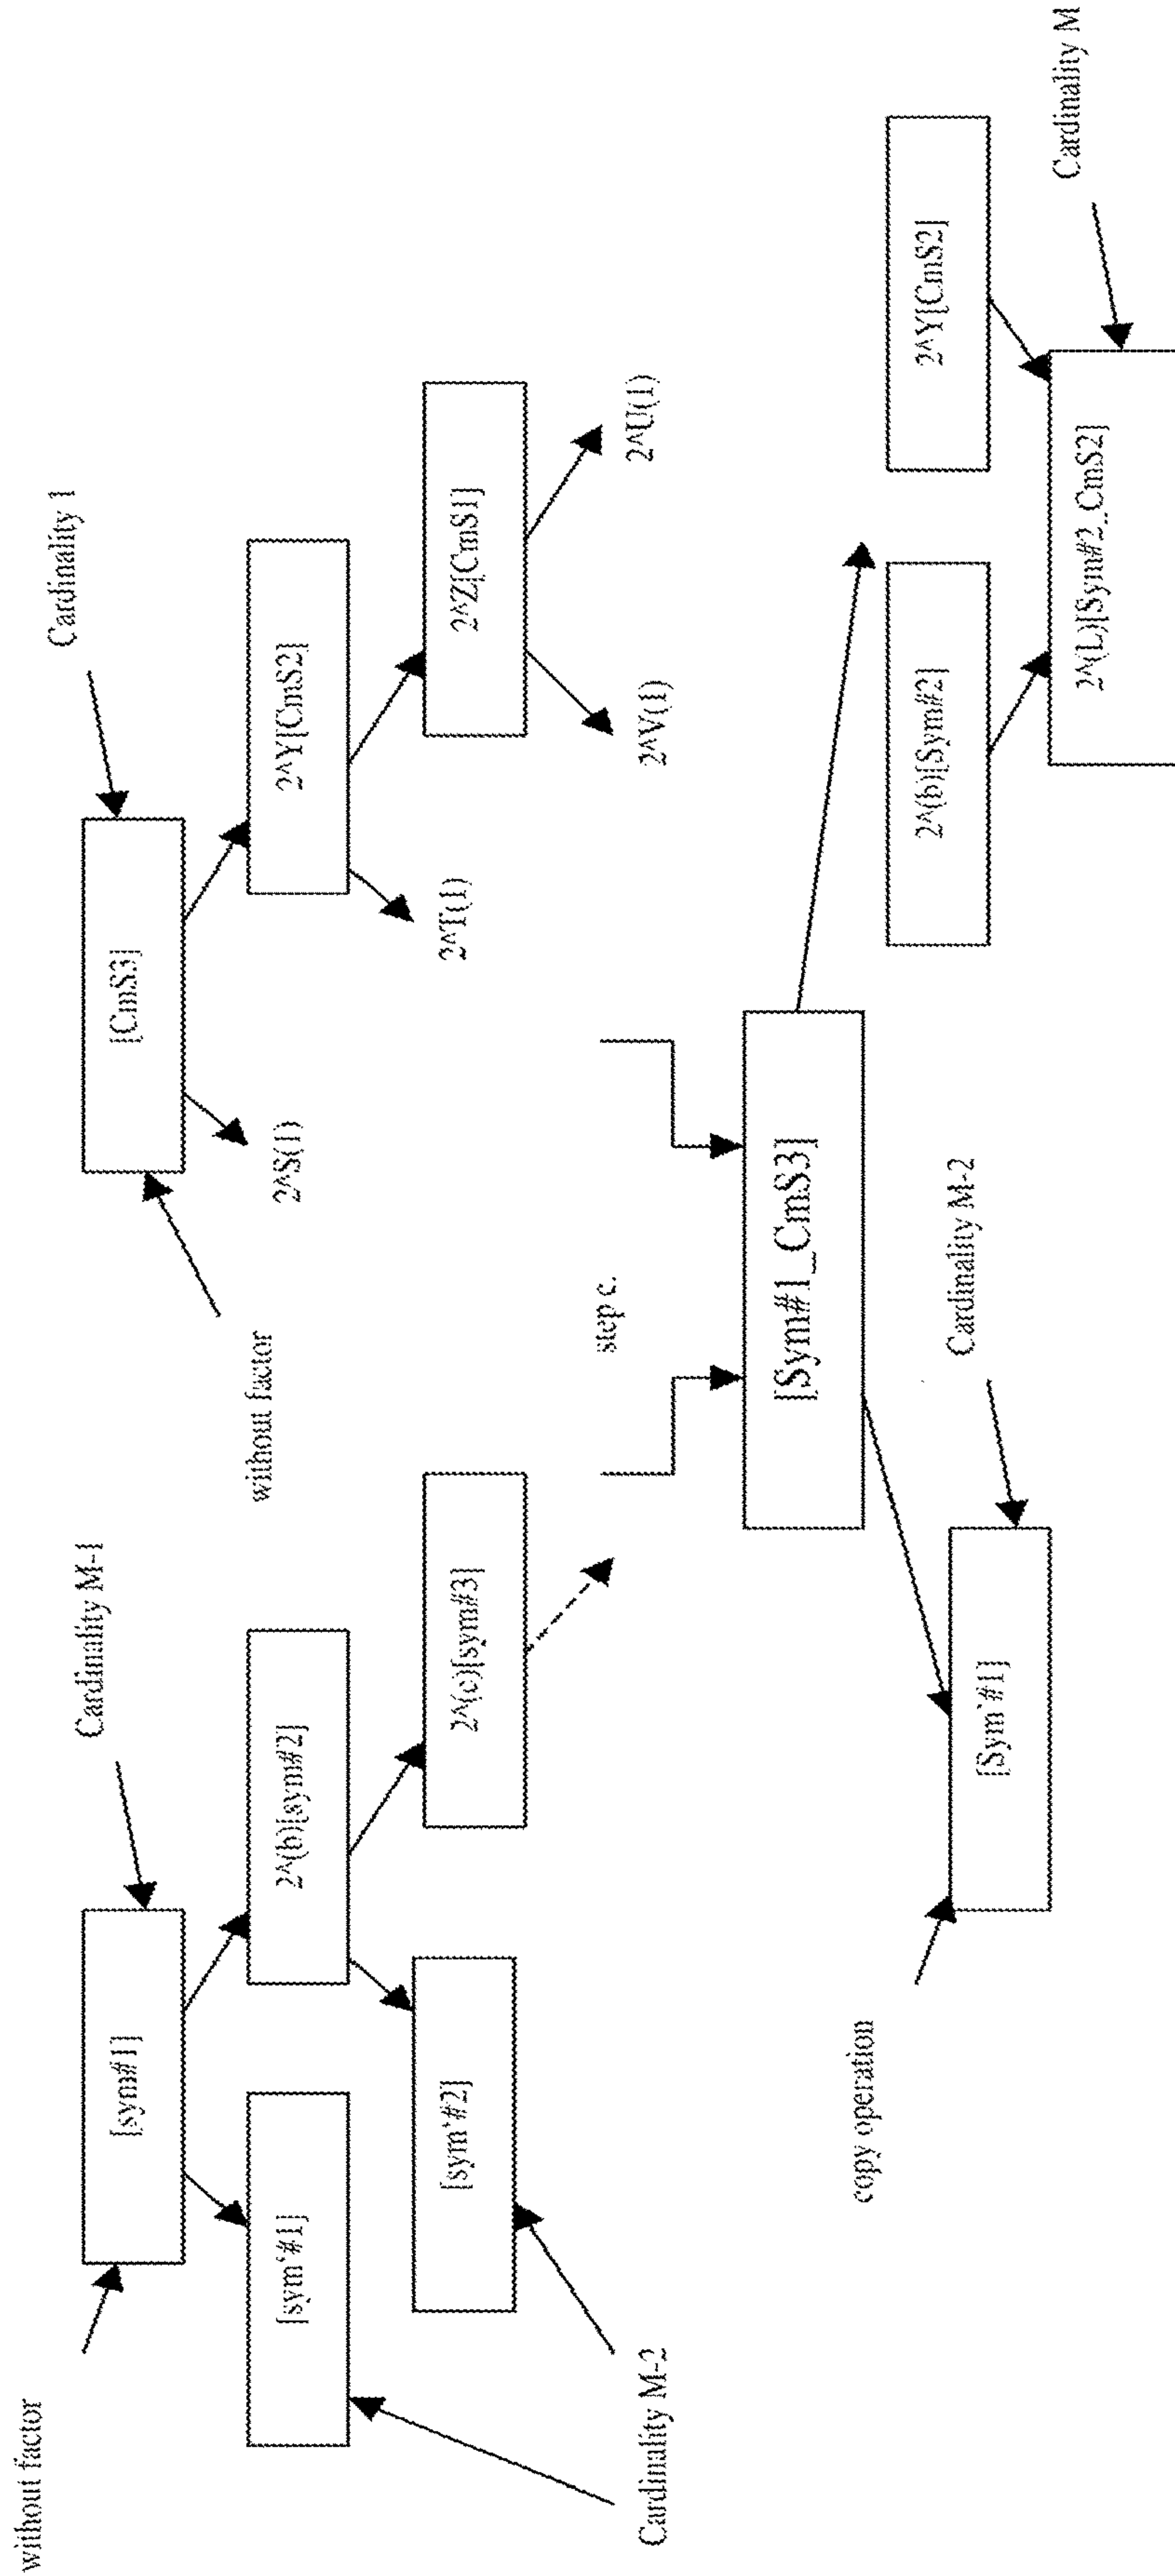 without factor
Cardinality M-1
Cardinality 1
[sym#1]
[CmS3]
without factor
[sym‘#1]
2^(b)[sym#2]
2^S(1)
2^Y[CmS2]
[sym‘#2]
2^(c)[sym#3]
2^T(1)
2^Z[CmS1]
Cardinality M-2
step c.
2^V(1)
2^U(1)
[Sym#1_CmS3]
copy operation
Cardinality M-2
2^(b)[Sym#2]
2^Y[CmS2]
Cardinality M
[Sym`#1]
2^(L)[Sym#2_CmS2]